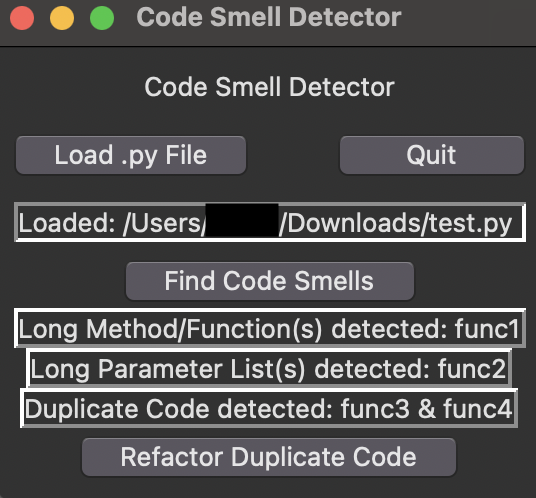 Code Smell Detector
Code Smell Detector
Load .py File
Quit
Loaded: /Users//Downloads/test.py
Find Code Smells
Long Method/Function(s) detected: func1
Long Parameter List(s) detected: func2
Duplicate Code detected: func3 & func4
Refactor Duplicate Code